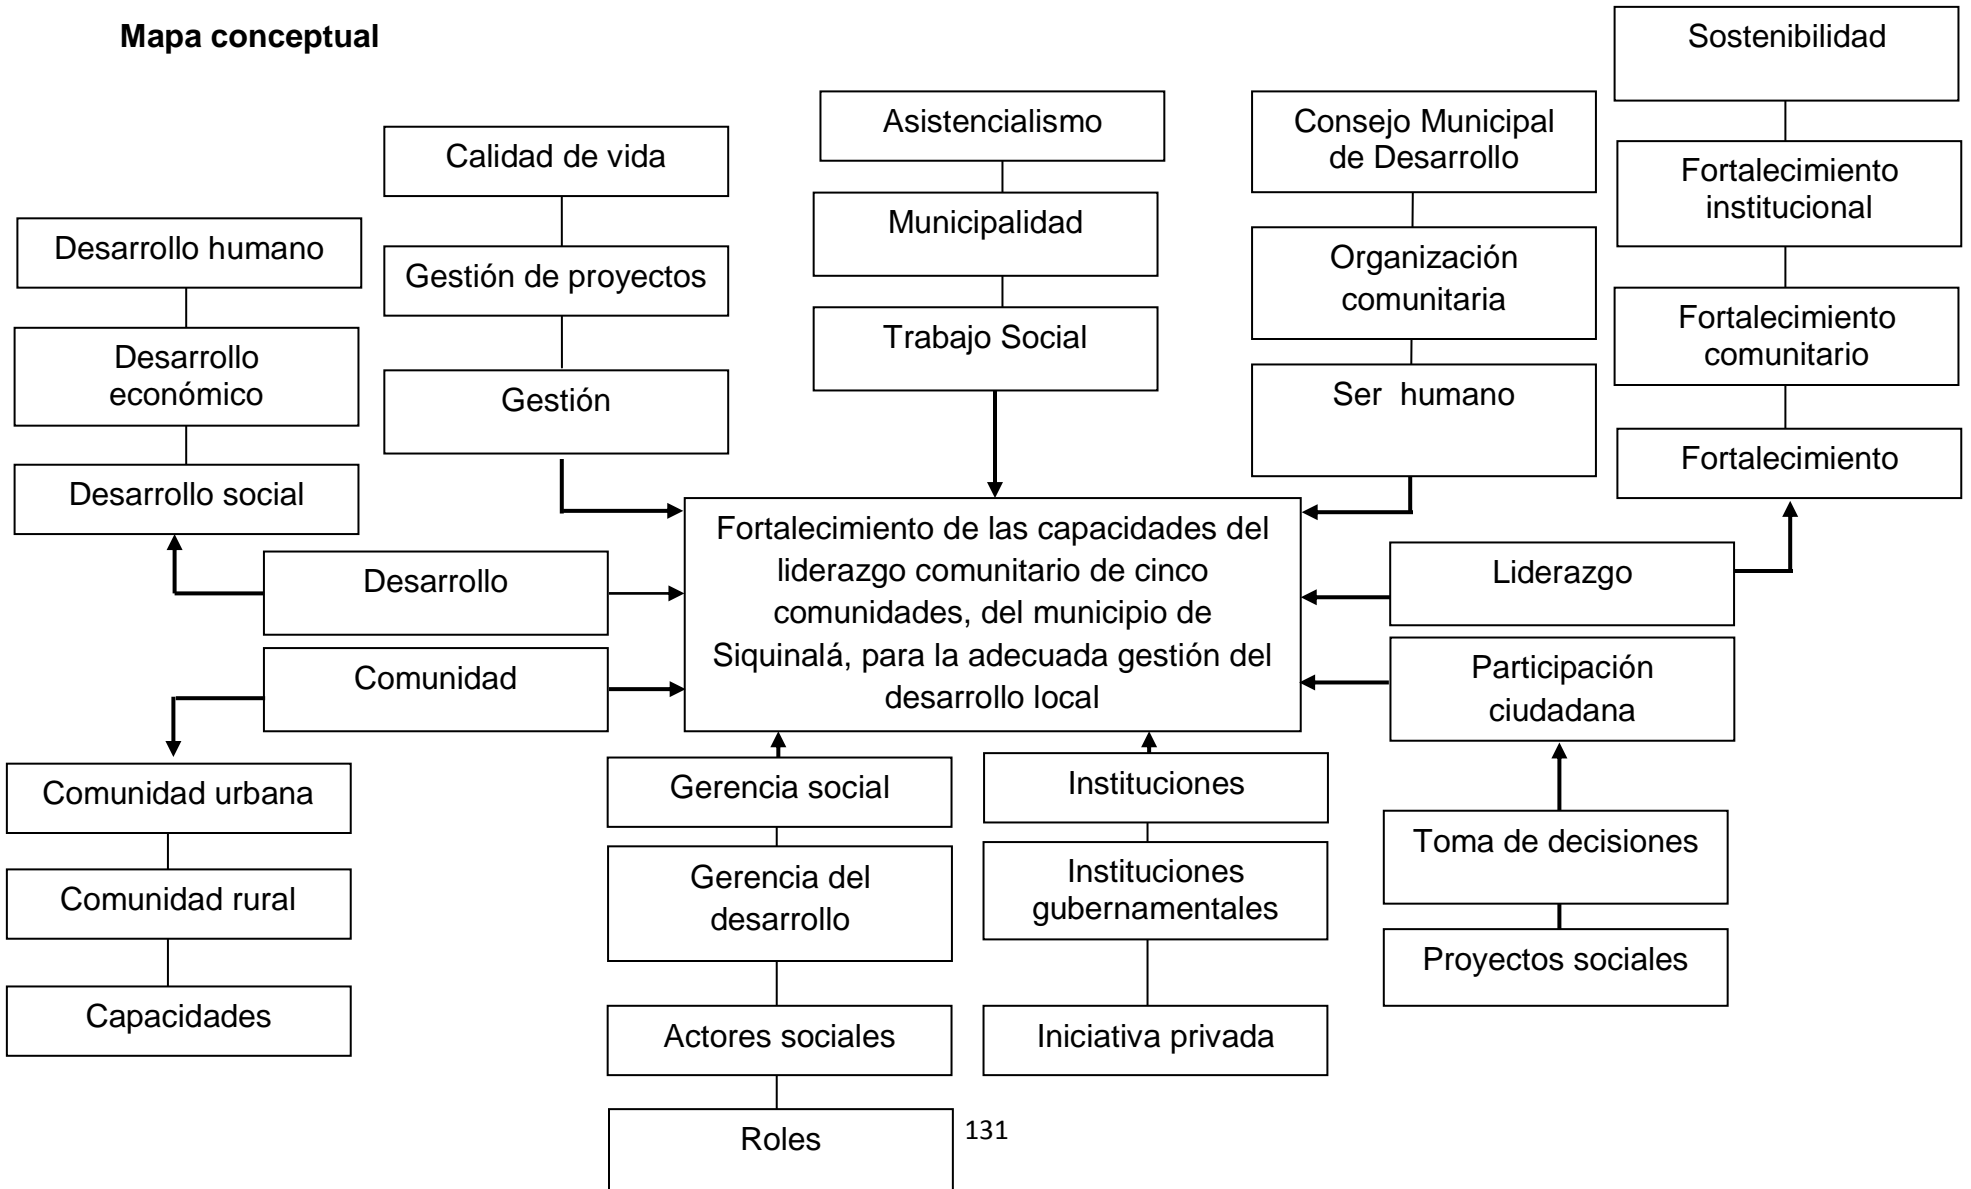 Mapa conceptual
Sostenibilidad
Asistencialismo
Consejo Municipal
de Desarrollo
Calidad de vida
Fortalecimiento
institucional
Municipalidad
Desarrollo humano
Gestión de proyectos
Organización
comunitaria
Trabajo Social
Fortalecimiento
comunitario
Desarrollo
económico
Gestión
Ser  humano
Fortalecimiento
Desarrollo social
Fortalecimiento de las capacidades del
liderazgo comunitario de cinco
comunidades, del municipio de
Siquinalá, para la adecuada gestión del
desarrollo local
Desarrollo
Liderazgo
Comunidad
Participación
ciudadana
Comunidad urbana
Gerencia social
Instituciones
Toma de decisiones
Comunidad rural
Gerencia del
desarrollo
Instituciones
gubernamentales
Proyectos sociales
Capacidades
Actores sociales
Iniciativa privada
Roles
131